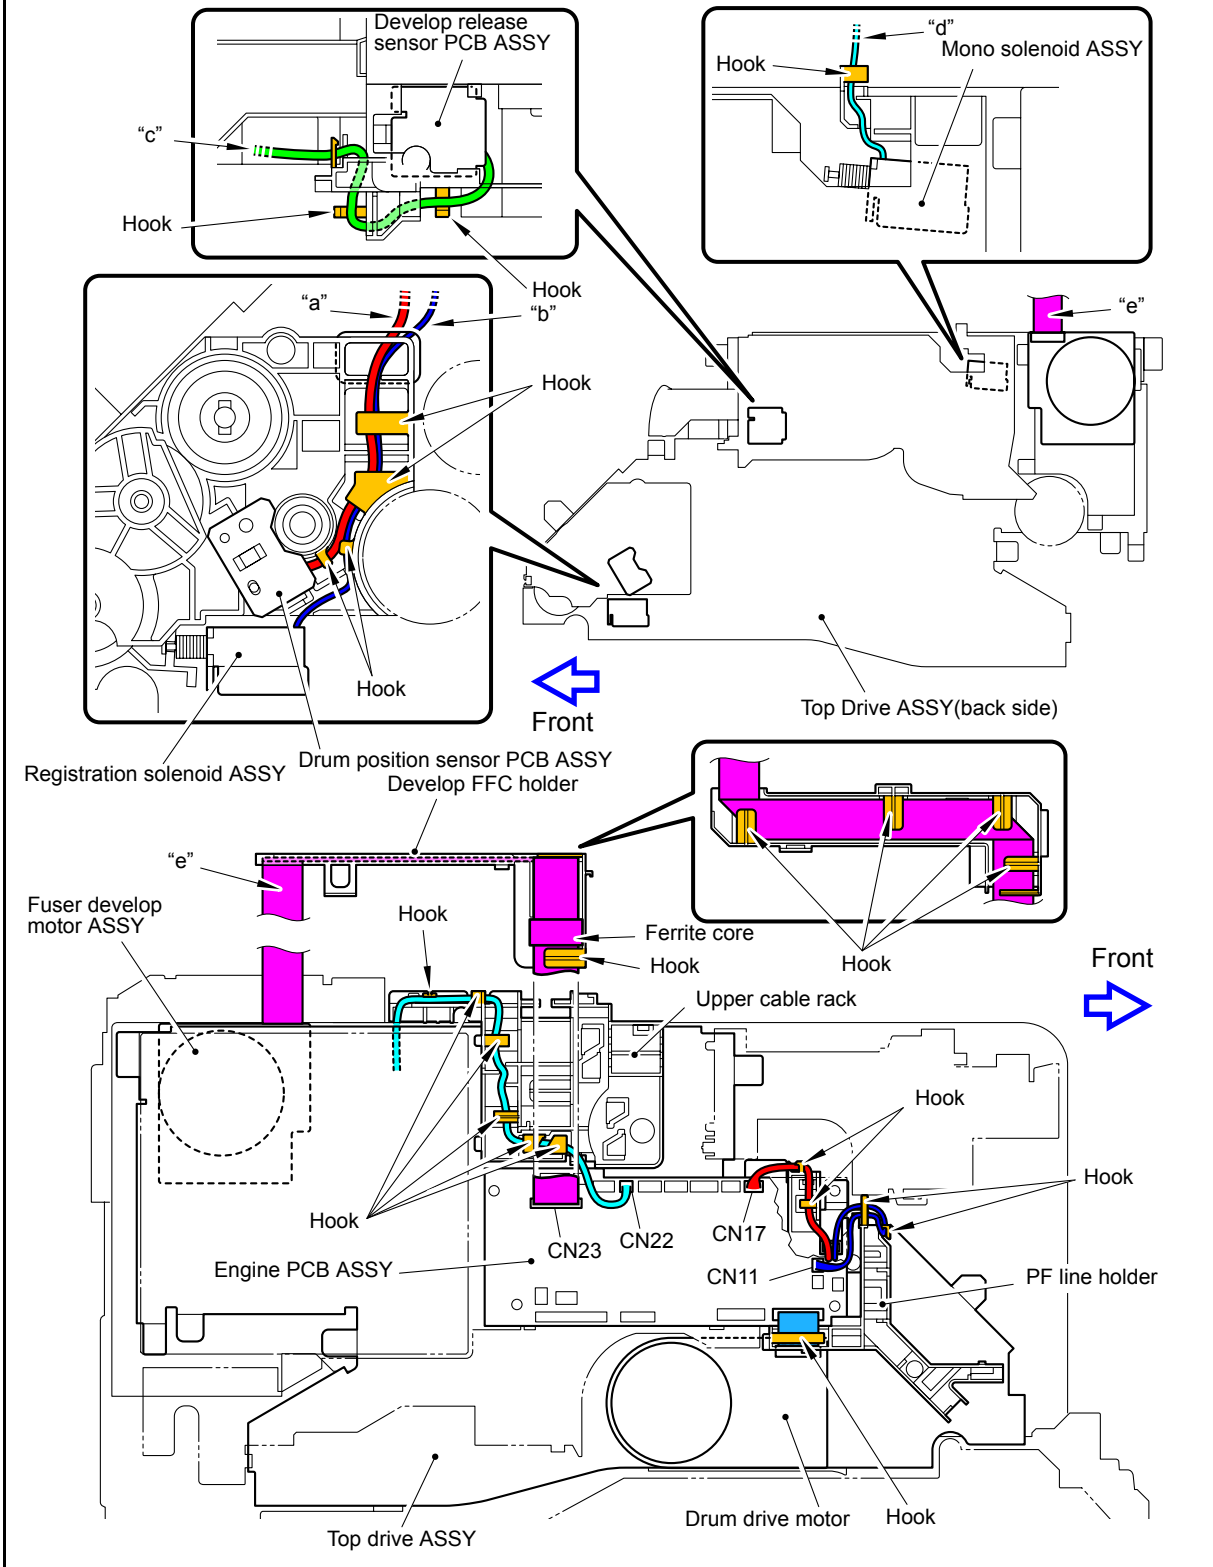 Develop release
sensor PCB ASSY
“c”
Hook
Hook
“d”
Mono solenoid ASSY
Hook
“a”
“b”
Hook
Hook
“e”
Top Drive ASSY(back side)
Front
Registration solenoid ASSY
Drum position sensor PCB ASSY
Develop FFC holder
“e”
Fuser develop
motor ASSY
Hook
Ferrite core
Hook
Hook
Front
Upper cable rack
Hook
Hook
Hook
CN23
CN22
CN17
CN11
Engine PCB ASSY
PF line holder
Drum drive motor
Hook
Top drive ASSY